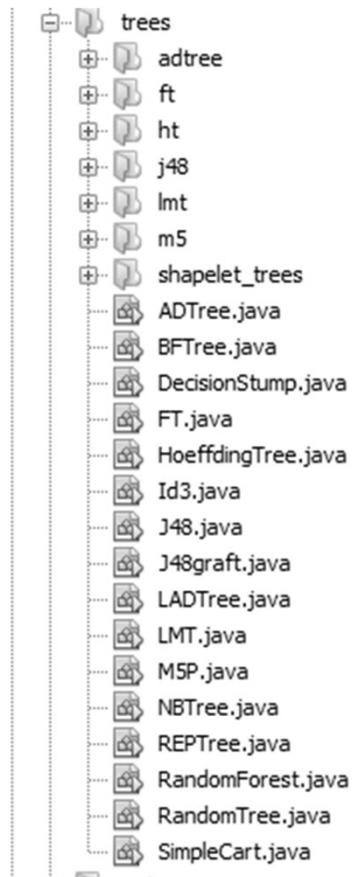 trees
adtree
ft
ht
j48
lmt
m5
shapelet_trees
ADTree.java
BFTree.java
DecisionStump.java
FT.java
HoeffdingTree.java
Id3.java
J48.java
J48graft.java
LADTree.java
LMT.java
M5P.java
NBTree.java
REPTree.java
RandomForest.java
RandomTree.java
SimpleCart.java